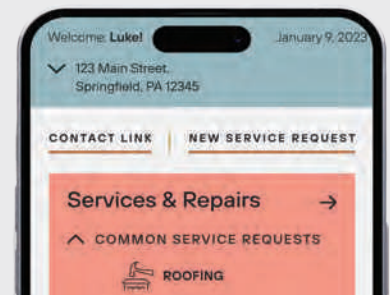 Welcome Luke!
January 9, 2023
123 Main Street,
Springfield, PA 12345
CONTACT LINK
NEW SERVICE REQUEST
Services & Repairs
COMMON SERVICE REQUESTS
ROOFING